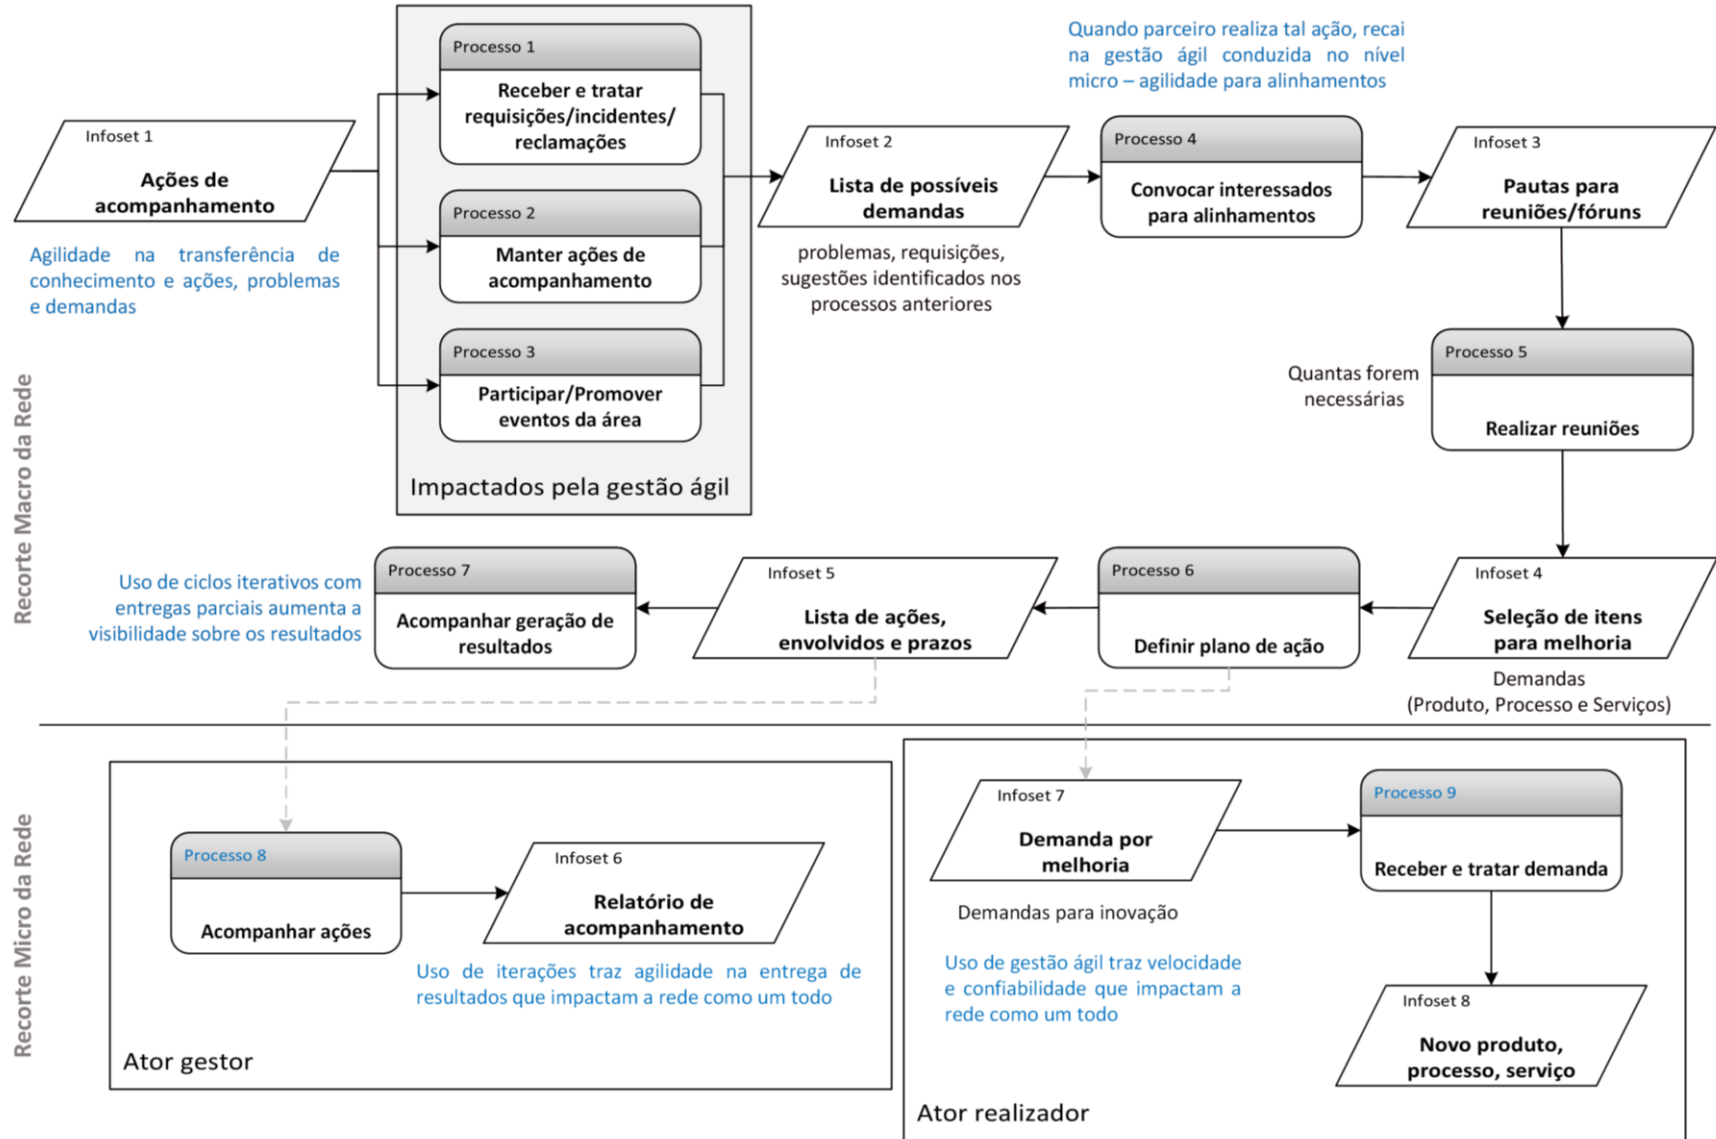 Quando parceiro realiza tal ação, recai
na gestão ágil conduzida no nível
micro – agilidade para alinhamentos
Infoset 1
Ações de
acompanhamento
Agilidade na transferência de
conhecimento e ações, problemas
e demandas
Processo 1
Receber e tratar
requisições/incidentes/
reclamações
Processo 2
Manter ações de
acompanhamento
Processo 3
Participar/Promover
eventos da área
Impactados pela gestão ágil
Infoset 2
Lista de possíveis
demandas
problemas, requisições,
sugestões identificados nos
processos anteriores
Processo 4
Convocar interessados
para alinhamentos
Infoset 3
Pautas para
reuniões/fóruns
Quantas forem
necessárias
Processo 5
Realizar reuniões
Recorte Macro da Rede
Uso de ciclos iterativos com
entregas parciais aumenta a
visibilidade sobre os resultados
Processo 7
Acompanhar geração de
resultados
Infoset 5
Lista de ações,
envolvidos e prazos
Processo 6
Definir plano de ação
Infoset 4
Seleção de itens
para melhoria
Demandas
(Produto, Processo e Serviços)
Recorte Micro da Rede
Processo 8
Acompanhar ações
Infoset 6
Relatório de
acompanhamento
Uso de iterações traz agilidade na entrega de
resultados que impactam a rede como um todo
Ator gestor
Infoset 7
Demanda por
melhoria
Demandas para inovação
Uso de gestão ágil traz velocidade
e confiabilidade que impactam a
rede como um todo
Processo 9
Receber e tratar demanda
Infoset 8
Novo produto,
processo, serviço
Ator realizador